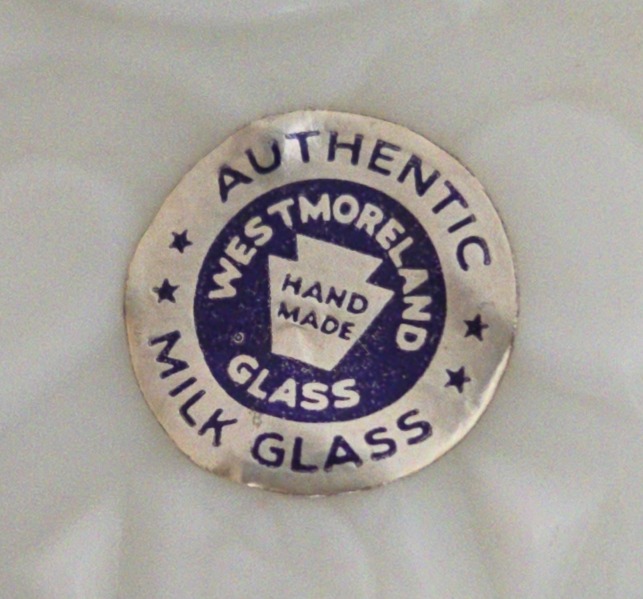 AUTHENTIC
MILK GLASS
WESTMORELAND
GLASS
HAND
MADE